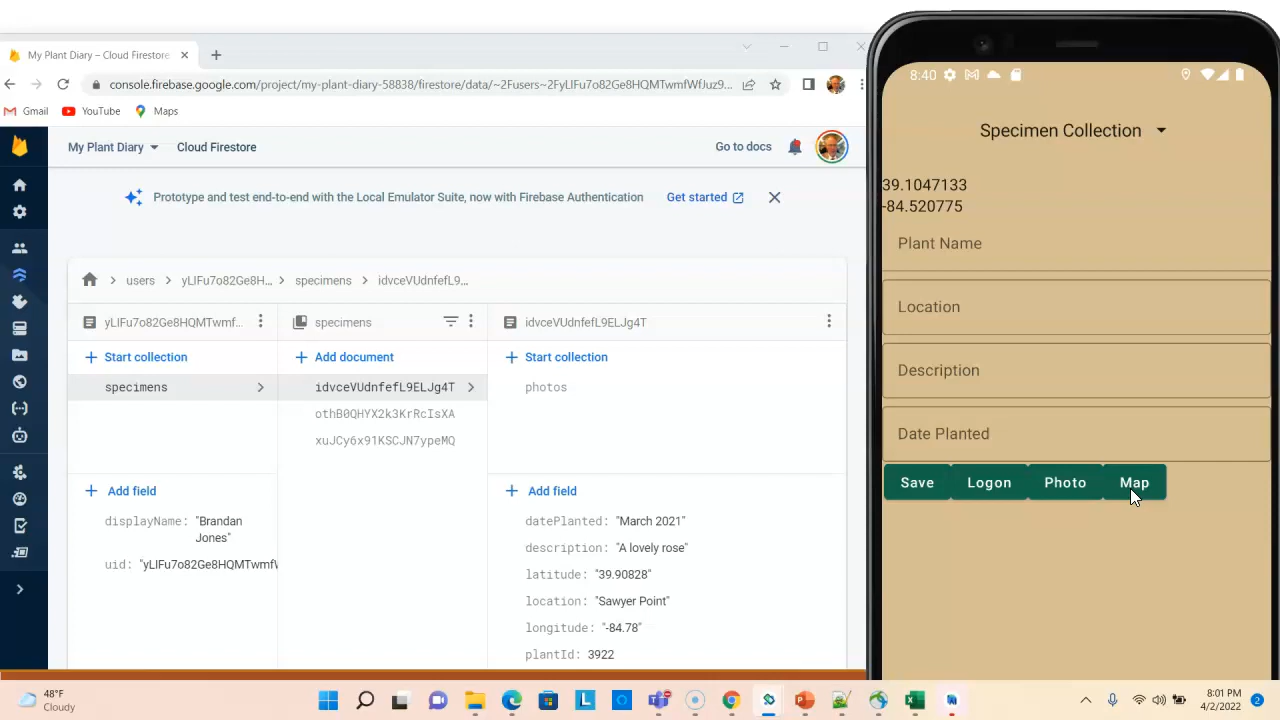 My Plant Diary – Cloud Firestore
console.firebase.google.com/project/my-plant-diary-58838/firestore/data/~2Fusers~2FyLIFu7o82Ge8HQMTwmfWfJuz9...
Gmail
YouTube
Maps
My Plant Diary
Cloud Firestore
Go to docs
Prototype and test end-to-end with the Local Emulator Suite, now with Firebase Authentication
Get started
users
yLIFu7o82Ge8H...
specimens
idvceVUdnfefL9...
yLIFu7o82Ge8HQMTwmf...
specimens
idvceVUdnfefL9ELJg4T
Start collection
Add document
Start collection
specimens
idvceVUdnfefL9ELJg4T
photos
othB0QHYX2k3KrRcIsXA
xuJCy6x91KSCJN7ypeMQ
Add field
Add field
displayName: "Brandan
Jones"
uid: "yLIFu7o82Ge8HQMTwmf
datePlanted: "March 2021"
description: "A lovely rose"
latitude: "39.90828"
location: "Sawyer Point"
longitude: "-84.78"
plantId: 3922
8:40
Specimen Collection
39.1047133
-84.520775
Plant Name
Location
Description
Date Planted
Save
Logon
Photo
Map
48°F
Cloudy
8:01 PM
4/2/2022
2